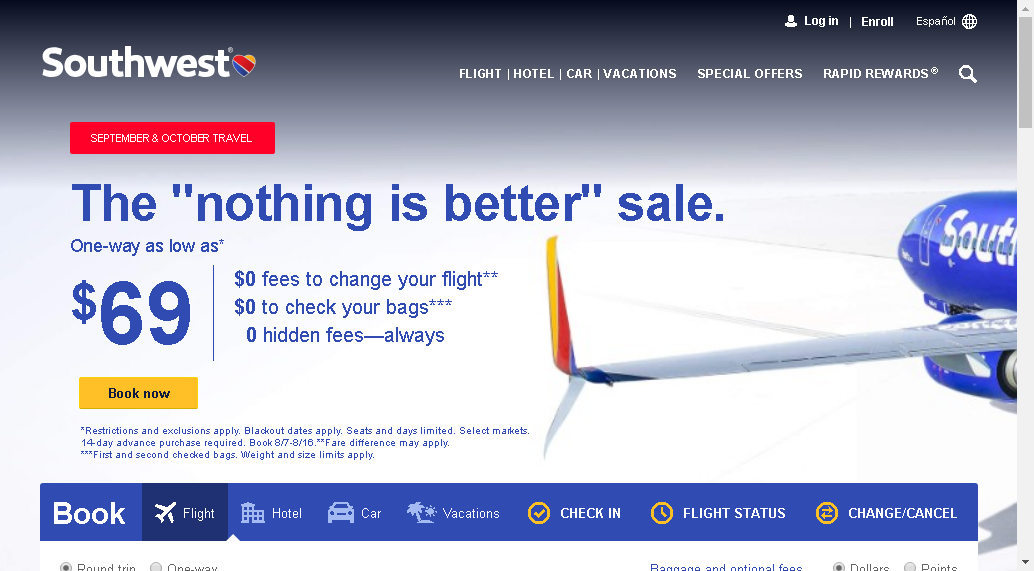 Log in | Enroll Español
Southwest®
FLIGHT | HOTEL | CAR | VACATIONS SPECIAL OFFERS RAPID REWARDS®
SEPTEMBER & OCTOBER TRAVEL
The "nothing is better" sale.
One-way as low as*
$69
$0 fees to change your flight**
$0 to check your bags***
0 hidden fees—always
South
Book now
*Restrictions and exclusions apply. Blackout dates apply. Seats and days limited. Select markets.
14-day advance purchase required. Book 8/7-8/16.**Fare difference may apply.
***First and second checked bags. Weight and size limits apply.
Book Flight Hotel Car Vacations CHECK IN FLIGHT STATUS CHANGE/CANCEL
Round trip One-way Baggage and optional fees Dollars Points